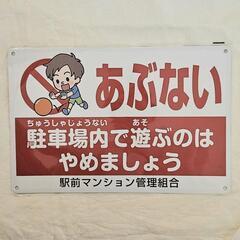 あぶない
ちゅうしゃじょうない あそ
駐車場内で遊ぶのは
やめましょう
駅前マンション管理組合